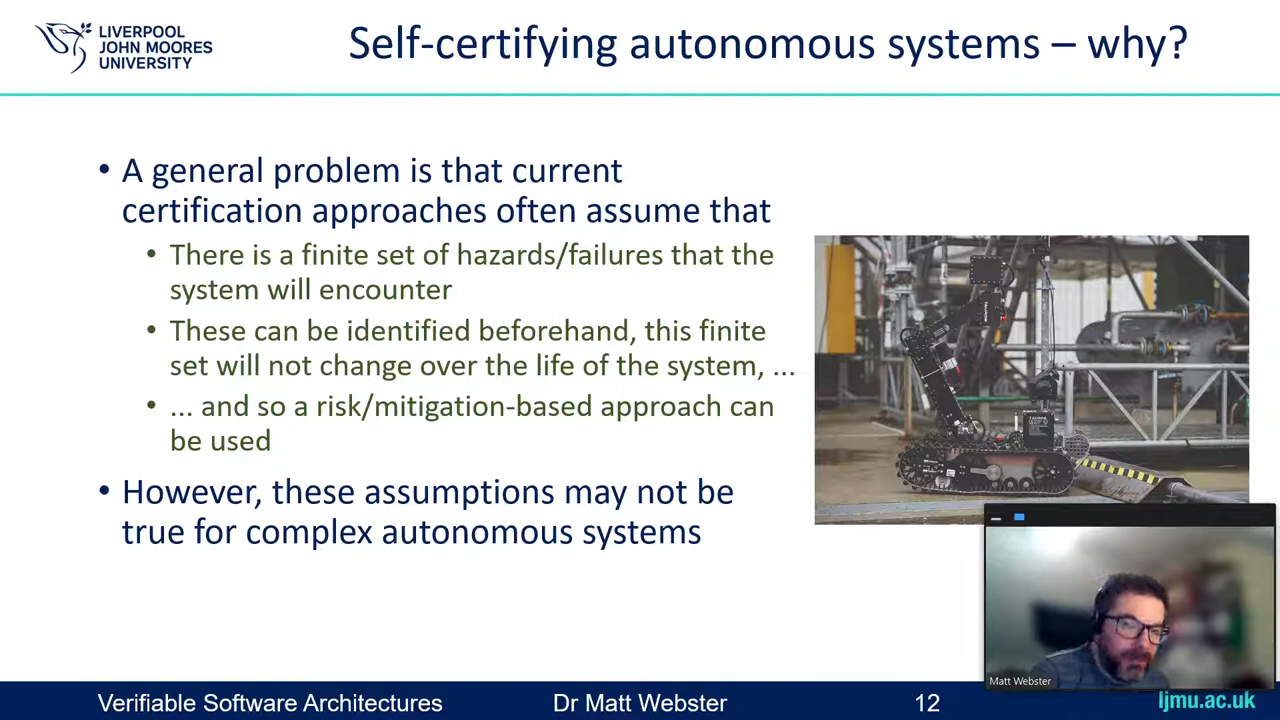 LIVERPOOL
JOHN MOORES
UNIVERSITY
Self-certifying autonomous systems – why?
• A general problem is that current
certification approaches often assume that
• There is a finite set of hazards/failures that the
system will encounter
• These can be identified beforehand, this finite
set will not change over the life of the system, ...
• ... and so a risk/mitigation-based approach can
be used
• However, these assumptions may not be
true for complex autonomous systems
Matt Webster
Verifiable Software Architectures
Dr Matt Webster
12
ljmu.ac.uk